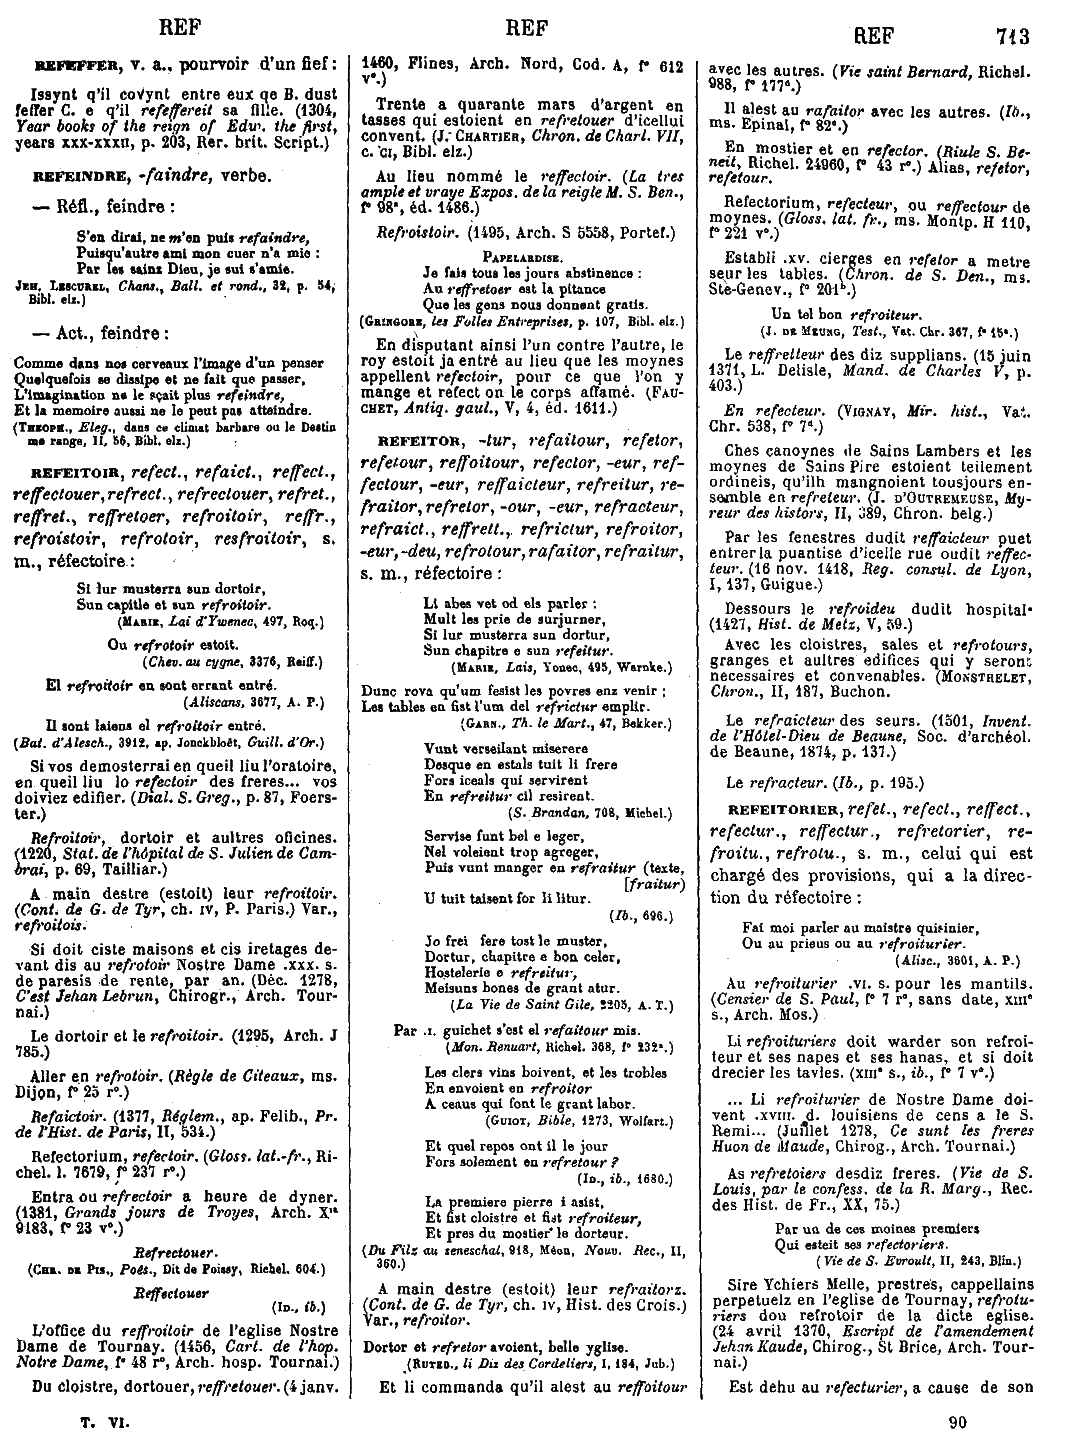 REF
REF
REF 713
REFEFFER, v. a., pourvoir d'un fief:
Issynt q'il covynt entre eux qe B. dust
feffer C. e q'il refeffereit sa fille. (1304,
Year books of the reign of Edw. the first,
years XXX-XXXII, p. 203, Rer. brit. Script.)
REFEINDRE, -faindre, verbe.
— Réfl., feindre:
S'en dirai, ne m'en puis refaindre,
Puisqu'autre ami mon cuer n'a mie:
Par les sains Dieu, je sui s'amie.
JEH. LESCUREL, Chans., Ball. et rond., 32, p. 54,
Bibl. elz.)
— Act., feindre:
Comme dans nos cerveaux l'image d'un penser
Quelquefois se dissipe et ne fait que passer,
L'imagination ne le sçait plus refeindre,
Et la memoire aussi ne le peut pas atteindre.
(THEOPH., Eleg., dans ce climat barbare ou le Destin
me range, II, 56, Bibl. elz.)
REFEITOIR, refect., refaict., reffect.,
reffectouer, refrect., refrectouer, refret.,
reffret., reffretoer, refroitoir, reffr.,
refroistoir, refrotoir, resfroitoir, s.
m., réfectoire:
Si lur musterra sun dortoir,
Sun capitle et sun refroitoir.
(MARIE, Lai d'Ywenec, 497, Roq.)
Ou refrotoir estoit.
(Chev. au cygne, 3376, Reiff.)
El refroitoir en sont errant entré.
(Aliscans, 3677, A. P.)
Il sont laiens el refroitoir entré.
(Bat. d'Alesch., 3912, ap. Jonckbloët, Guill. d'Or.)
Si vos demosterrai en queil liu l'oratoire,
en queil liu lo refectoir des freres... vos
doiviez edifier. (Dial. S. Greg., p. 87, Foers-
ter.)
Refroitoir, dortoir et aultres oficines.
(1220, Stat. de l'hôpital de S. Julien de Cam-
brai, p. 69, Tailliar.)
A main destre (estoit) leur refroitoir.
(Cont. de G. de Tyr, ch. IV, P. Paris.) Var.,
refroitois.
Si doit ciste maisons et cis iretages de-
vant dis au refrotoir Nostre Dame .XXX. s.
de paresis de rente, par an. (Déc. 1278,
C'est Jehan Lebrun, Chirogr., Arch. Tour-
nai.)
Le dortoir et le refroitoir. (1295, Arch. J
785.)
Aller en refrotoir. (Règle de Citeaux, ms.
Dijon, f° 25 r°.)
Refaictoir. (1377, Réglem., ap. Felib., Pr.
de l'Hist. de Paris, II, 534.)
Refectorium, refectoir. (Gloss. lat.-fr., Ri-
chel. l. 7679, f° 237 r°.)
Entra ou refrectoir a heure de dyner.
(1381, Grands jours de Troyes, Arch. X¹ᵃ
9183, f° 23 v°.)
Refrectouer.
(CHR. DE PIS., Poés., Dit de Poissy, Richel. 604.)
Reffectouer
(ID., ib.)
L'office du reffroitoir de l'eglise Nostre
Dame de Tournay. (1456, Cart. de l'hop.
Notre Dame, f° 48 r°, Arch. hosp. Tournai.)
Du cloistre, dortouer, reffretouer. (4 janv.
T. VI.
1460, Flines, Arch. Nord, Cod. A, f° 612
v°.)
Trente a quarante mars d'argent en
tasses qui estoient en refretouer d'icellui
convent. (J. CHARTIER, Chron. de Charl. VII,
c. CI, Bibl. elz.)
Au lieu nommé le reffectoir. (La tres
ample et vraye Expos. de la reigle M. S. Ben.,
f° 98ª, éd. 1486.)
Refroistoir. (1495, Arch. S 5558, Portef.)
PAPELARDISE.
Je fais tous les jours abstinence:
Au reffretoer est la pitance
Que les gens nous donnent gratis.
(GRINGORE, les Folles Entreprises, p. 107, Bibl. elz.)
En disputant ainsi l'un contre l'autre, le
roy estoit ja entré au lieu que les moynes
appellent refectoir, pour ce que l'on y
mange et refect on le corps affamé. (FAU-
CHET, Antiq. gaul., V, 4, éd. 1611.)
REFEITOR, -tur, refaitour, refetor,
refetour, reffoitour, refector, -eur, ref-
fectour, -eur, reffaicteur, refreitur, re-
fraitor, refretor, -our, -eur, refracteur,
refraict., reffrett., refrictur, refroitor,
-eur, -deu, refrotour, rafaitor, refraitur,
s. m., réfectoire:
Li abes vet od els parler:
Mult les prie de surjurner,
Si lur musterra sun dortur,
Sun chapitre e sun refeitur.
(MARIE, Lais, Yonec, 495, Warnke.)
Dunc rova qu'um fesist les povres enz venir;
Les tables en fist l'um del refrictur emplir.
(GARN., Th. le Mart., 47, Bekker.)
Vunt verseilant miserere
Desque en estals tuit li frere
Fors iceals qui servirent
En refreitur cil resirent.
(S. Brandan, 708, Michel.)
Servise funt bel e leger,
Nel voleient trop agreger,
Puis vunt manger en refraitur (texte,
[fraitur)
U tuit taisent for li litur.
(Ib., 696.)
Jo frei fere tost le muster,
Dortur, chapitre e bon celer,
Hostelerie e refreitur,
Meisuns bones de grant atur.
(La Vie de Saint Gile, 2205, A. T.)
Par .I. guichet s'est el refaitour mis.
(Mon. Renuart, Richel. 368, f° 232ª.)
Les clers vins boivent, et les trobles
En envoient en refroitor
A ceaus qui font le grant labor.
(GUIOT, Bible, 1273, Wolfart.)
Et quel repos ont il le jour
Fors solement en refretour?
(ID., ib., 1680.)
La premiere pierre i asist,
Et fist cloistre et fist refroiteur,
Et pres du mostier le dorteur.
(Du Filz au seneschal, 918, Méon, Nouv. Rec., II,
360.)
A main destre (estoit) leur refraitorz.
(Cont. de G. de Tyr, ch. IV, Hist. des Crois.)
Var., refroitor.
Dortor et refretor avoient, belle yglise.
(RUTEB., li Diz des Cordeliers, I, 184, Jub.)
Et li commanda qu'il alest au reffoitour
avec les autres. (Vie saint Bernard, Richel.
988, f° 177ᵈ.)
Il alest au rafaitor avec les autres. (Ib.,
ms. Epinal, f° 82ª.)
En mostier et en refector. (Riule S. Be-
neit, Richel. 24960, f° 43 r°.) Alias, refetor,
refetour.
Refectorium, refecteur, ou reffectour de
moynes. (Gloss. lat. fr., ms. Montp. H 110,
f° 221 v°.)
Establi .XV. cierges en refetor a metre
seur les tables. (Chron. de S. Den., ms.
Ste-Genev., f° 201ᵇ.)
Un tel bon refroiteur.
(J. DE MEUNG, Test., Vat. Chr. 367, f° 15ª.)
Le reffretteur des diz supplians. (15 juin
1371, L. Delisle, Mand. de Charles V, p.
403.)
En refecteur. (VIGNAY, Mir. hist., Vat.
Chr. 538, f° 7ᵈ.)
Ches canoynes de Sains Lambers et les
moynes de Sains Pire estoient teilement
ordineis, qu'ilh mangnoient tousjours en-
semble en refreteur. (J. D'OUTREMEUSE, My-
reur des histors, II, 389, Chron. belg.)
Par les fenestres dudit reffaicteur puet
entrer la puantise d'icelle rue oudit reffec-
teur. (16 nov. 1418, Reg. consul. de Lyon,
I, 137, Guigue.)
Dessours le refroideu dudit hospital.
(1427, Hist. de Metz, V, 59.)
Avec les cloistres, sales et refrotours,
granges et aultres edifices qui y seront
necessaires et convenables. (MONSTRELET,
Chron., II, 187, Buchon.
Le refraicteur des seurs. (1501, Invent.
de l'Hôtel-Dieu de Beaune, Soc. d'archéol.
de Beaune, 1874, p. 137.)
Le refracteur. (Ib., p. 195.)
REFEITORIER, refet., refect., reffect.,
refectur., reffectur., refretorier, re-
froitu., refrotu., s. m., celui qui est
chargé des provisions, qui a la direc-
tion du réfectoire:
Fai moi parler au maistre quisinier,
Ou au prieus ou au refroiturier.
(Alisc., 3601, A. P.)
Au refroiturier .VI. s. pour les mantils.
(Censier de S. Paul, f° 7 r°, sans date, XIIIᵉ
s., Arch. Mos.)
Li refroituriers doit warder son refroi-
teur et ses napes et ses hanas, et si doit
drecier les tavles. (XIIIᵉ s., ib., f° 7 v°.)
... Li refroiturier de Nostre Dame doi-
vent .XVIII. d. louisiens de cens a le S.
Remi... (Juillet 1278, Ce sunt les freres
Huon de Maude, Chirog., Arch. Tournai.)
As refretoiers desdiz freres. (Vie de S.
Louis, par le confess. de la R. Marg., Rec.
des Hist. de Fr., XX, 75.)
Par un de ces moines premiers
Qui esteit ses refectoriers.
(Vie de S. Evroult, II, 243, Blin.)
Sire Ychiers Melle, prestres, cappellains
perpetuelz en l'eglise de Tournay, refrotu-
riers dou refrotoir de la dicte eglise.
(24 avril 1370, Escript de l'amendement
Jehan Kaude, Chirog., St Brice, Arch. Tour-
nai.)
Est dehu au refecturier, a cause de son
90